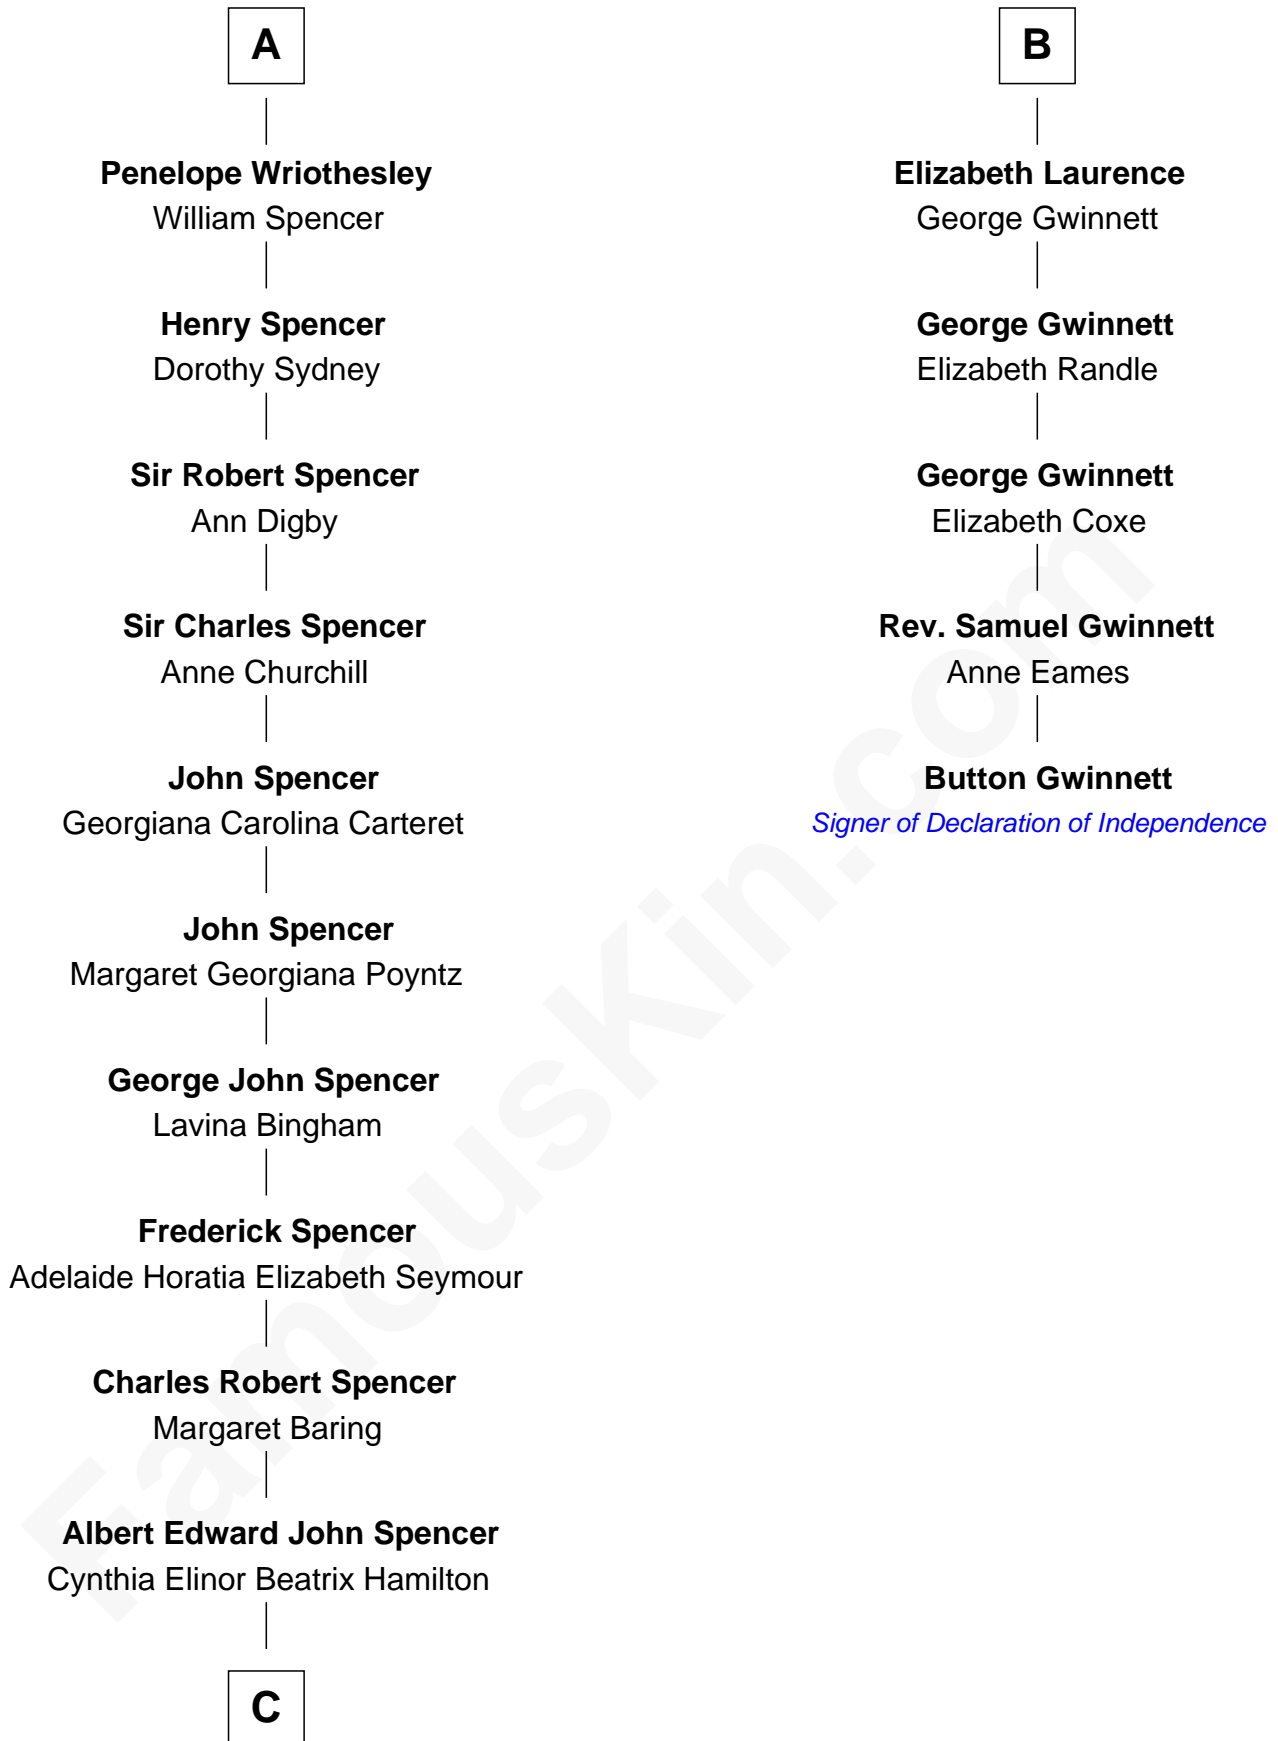 A
Penelope Wriothesley
William Spencer
Henry Spencer
Dorothy Sydney
Sir Robert Spencer
Ann Digby
Sir Charles Spencer
Anne Churchill
John Spencer
Georgiana Carolina Carteret
John Spencer
Margaret Georgiana Poyntz
George John Spencer
Lavina Bingham
Frederick Spencer
Adelaide Horatia Elizabeth Seymour
Charles Robert Spencer
Margaret Baring
Albert Edward John Spencer
Cynthia Elinor Beatrix Hamilton
C
B
Elizabeth Laurence
George Gwinnett
George Gwinnett
Elizabeth Randle
George Gwinnett
Elizabeth Coxe
Rev. Samuel Gwinnett
Anne Eames
Button Gwinnett
Signer of Declaration of Independence
FamousKin.com